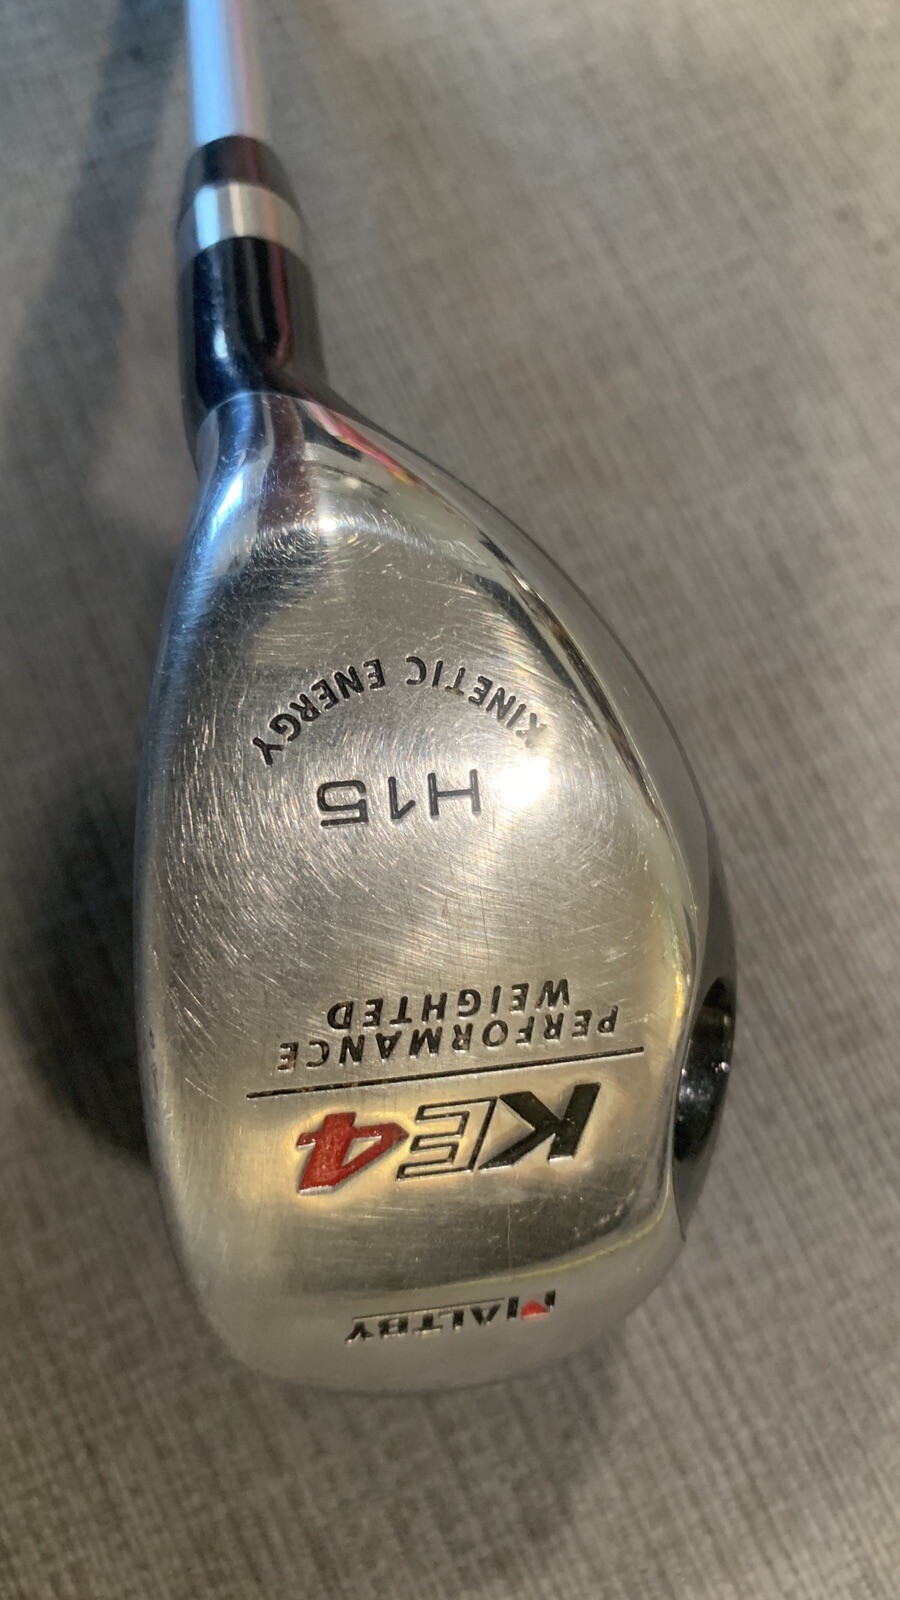 MALTBY
KE4
PERFORMANCE
WEIGHTED
H15
KINETIC ENERGY